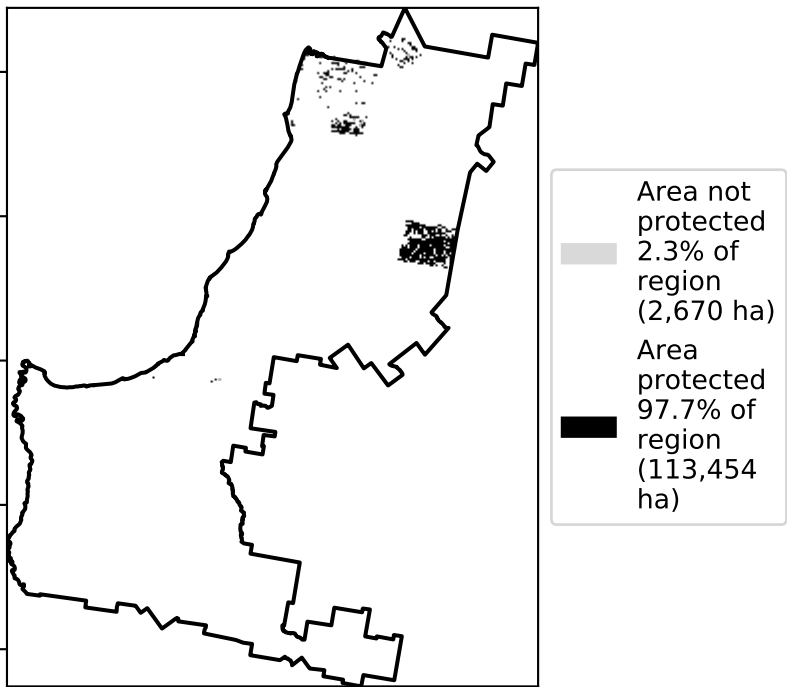 Area not
protected
2.3% of
region
(2,670 ha)
Area
protected
97.7% of
region
(113,454
ha)